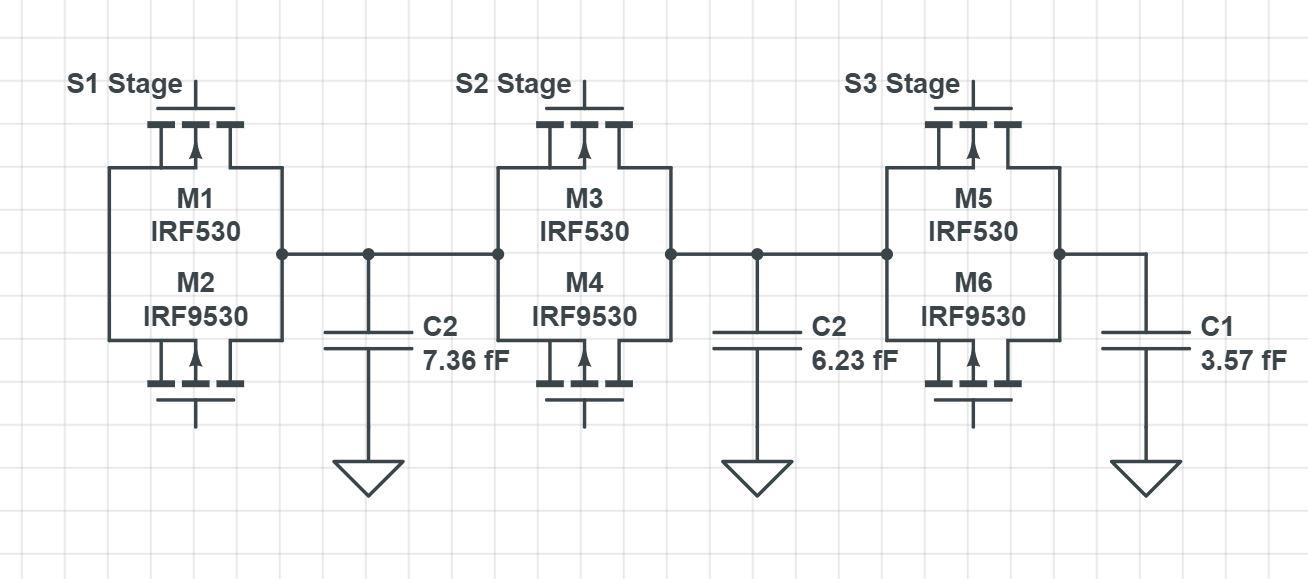 S1 Stage
S2 Stage
S3 Stage
M1
IRF530
M2
IRF9530
C2
7.36 fF
M3
IRF530
M4
IRF9530
C2
6.23 fF
M5
IRF530
M6
IRF9530
C1
3.57 fF